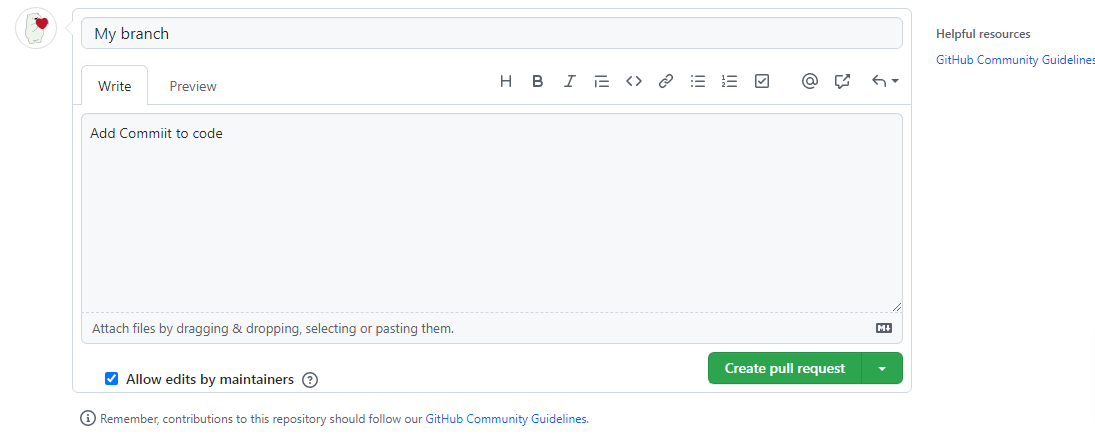 My branch
Helpful resources
GitHub Community Guidelines
Write
Preview
H B I
Add Commiit to code
Attach files by dragging & dropping, selecting or pasting them.
Allow edits by maintainers
Create pull request
Remember, contributions to this repository should follow our GitHub Community Guidelines.